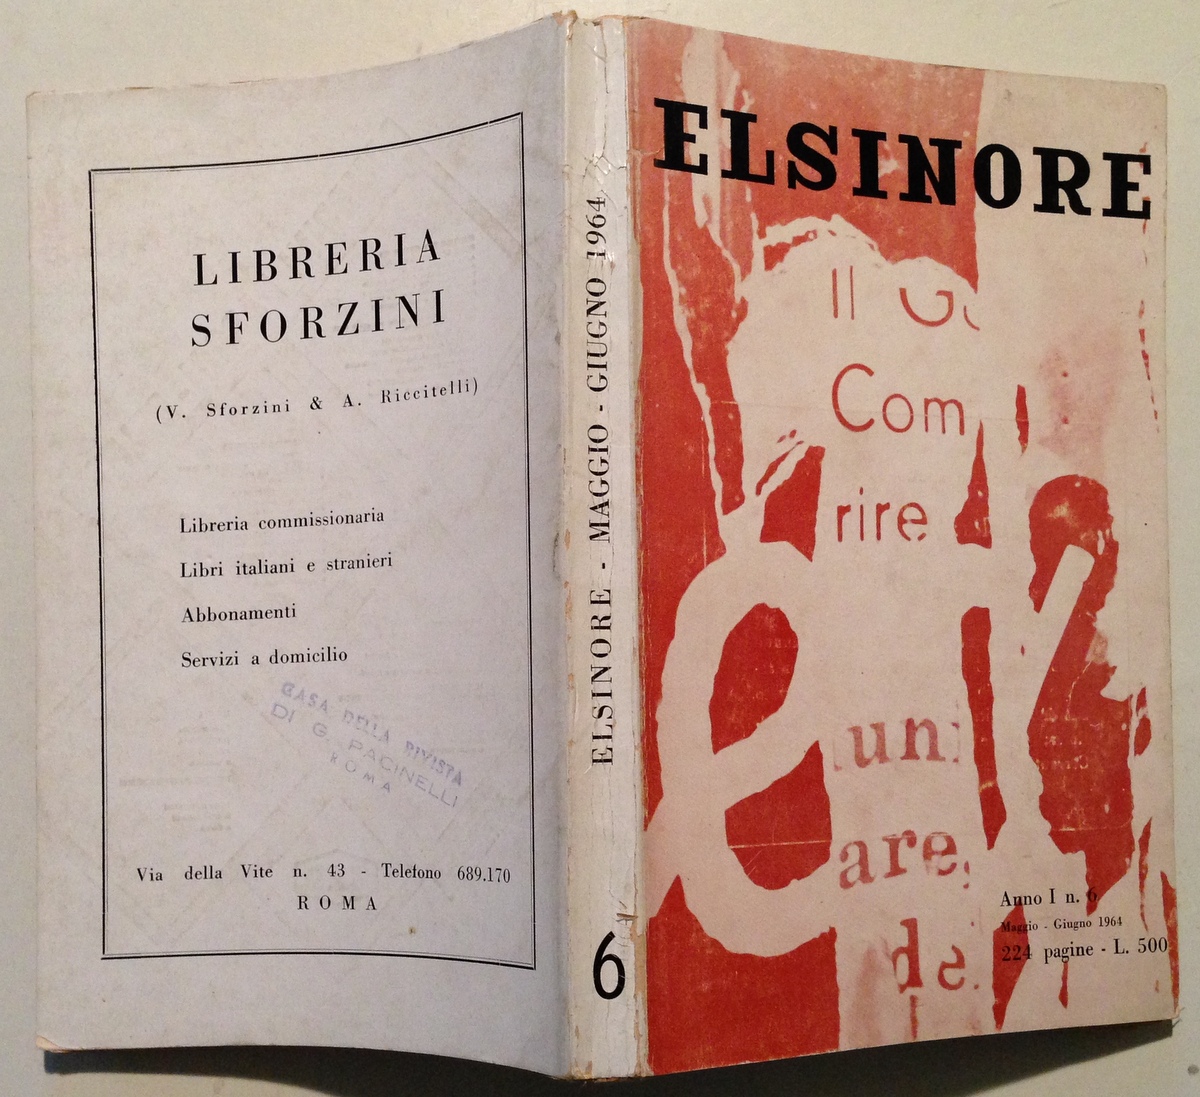 LIBRERIA
SFORZINI
(V. Sforzini & A. Riccitelli)
Libreria commissionaria
Libri italiani e stranieri
Abbonamenti
Servizi a domicilio
CASA DELLA RIVISTA
DI G. PACINELLI
ROMA
Via della Vite n. 43 - Telefono 689.170
ROMA
ELSINORE - MAGGIO - GIUGNO 1964
6
ELSINORE
Il
Com
rire
uni
are,
de
Anno I n. 6
Maggio - Giugno 1964
224 pagine - L. 500